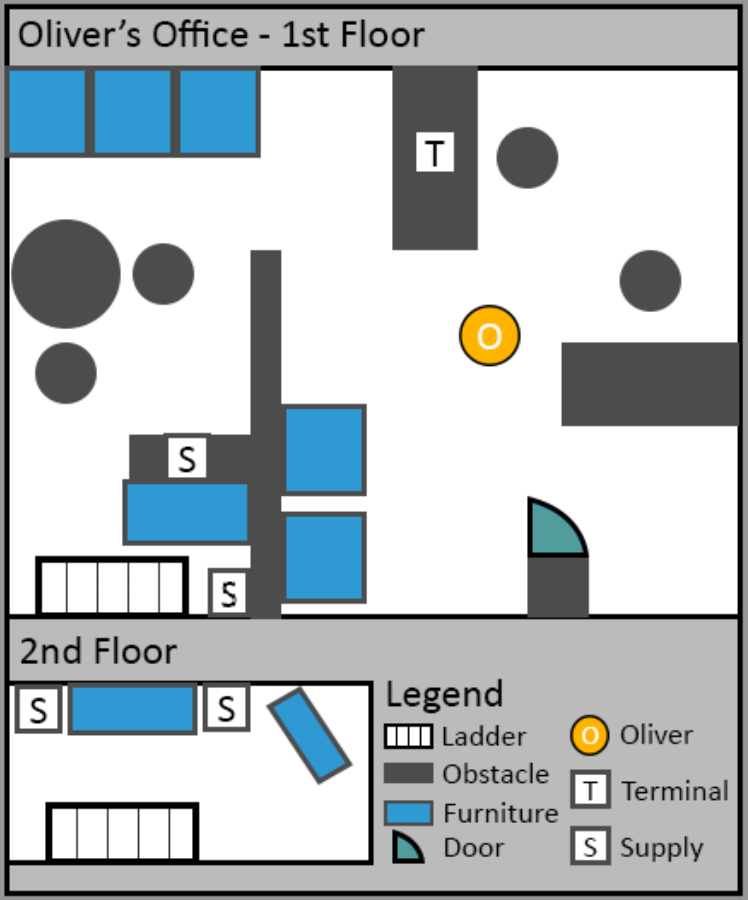 Oliver's Office - 1st Floor
T
O
S
S
2nd Floor
S
S
Legend
Ladder
O Oliver
Obstacle
T Terminal
Furniture
Door
S Supply